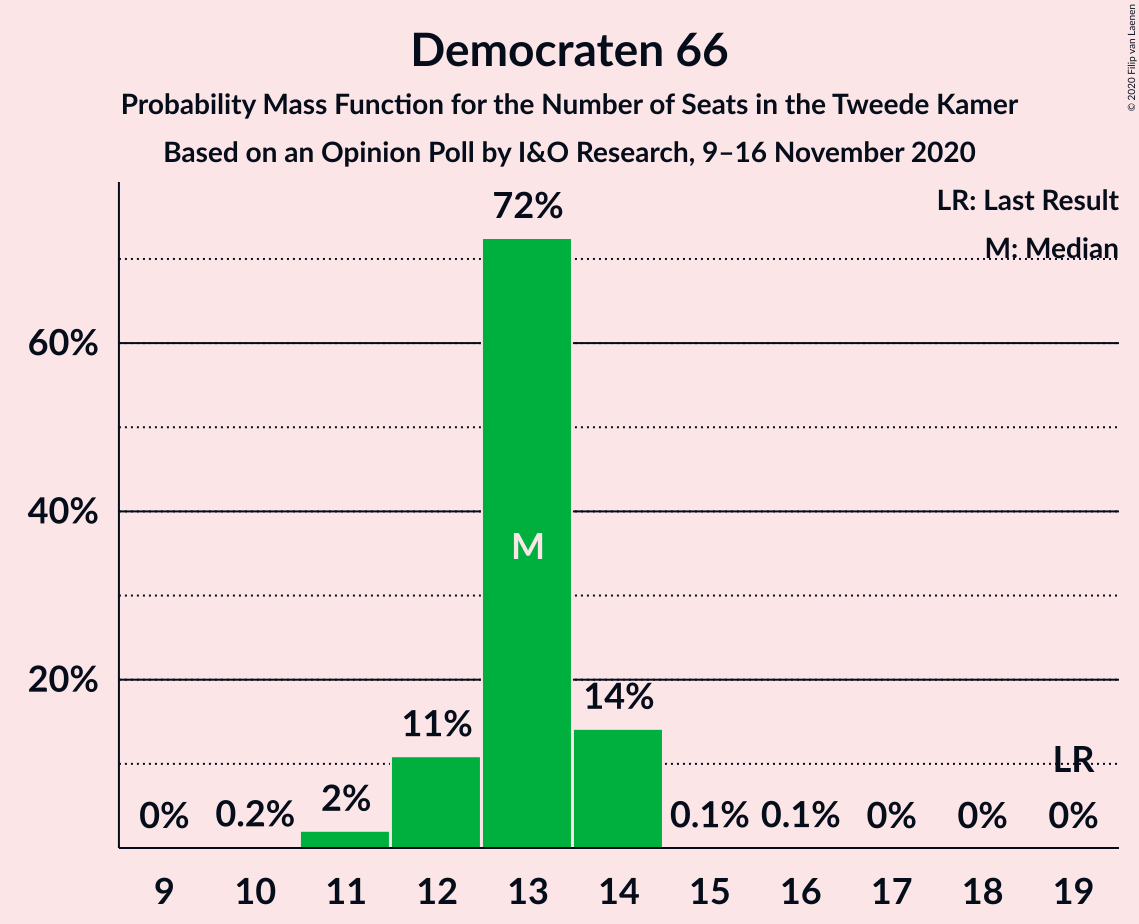 Democraten 66
Probability Mass Function for the Number of Seats in the Tweede Kamer
Based on an Opinion Poll by I&O Research, 9–16 November 2020
© 2020 Filip van Laenen
LR: Last Result
M: Median
60%
40%
20%
0%
0.2%
2%
11%
72%
M
14%
0.1%
0.1%
0%
0%
LR
0%
9 10 11 12 13 14 15 16 17 18 19